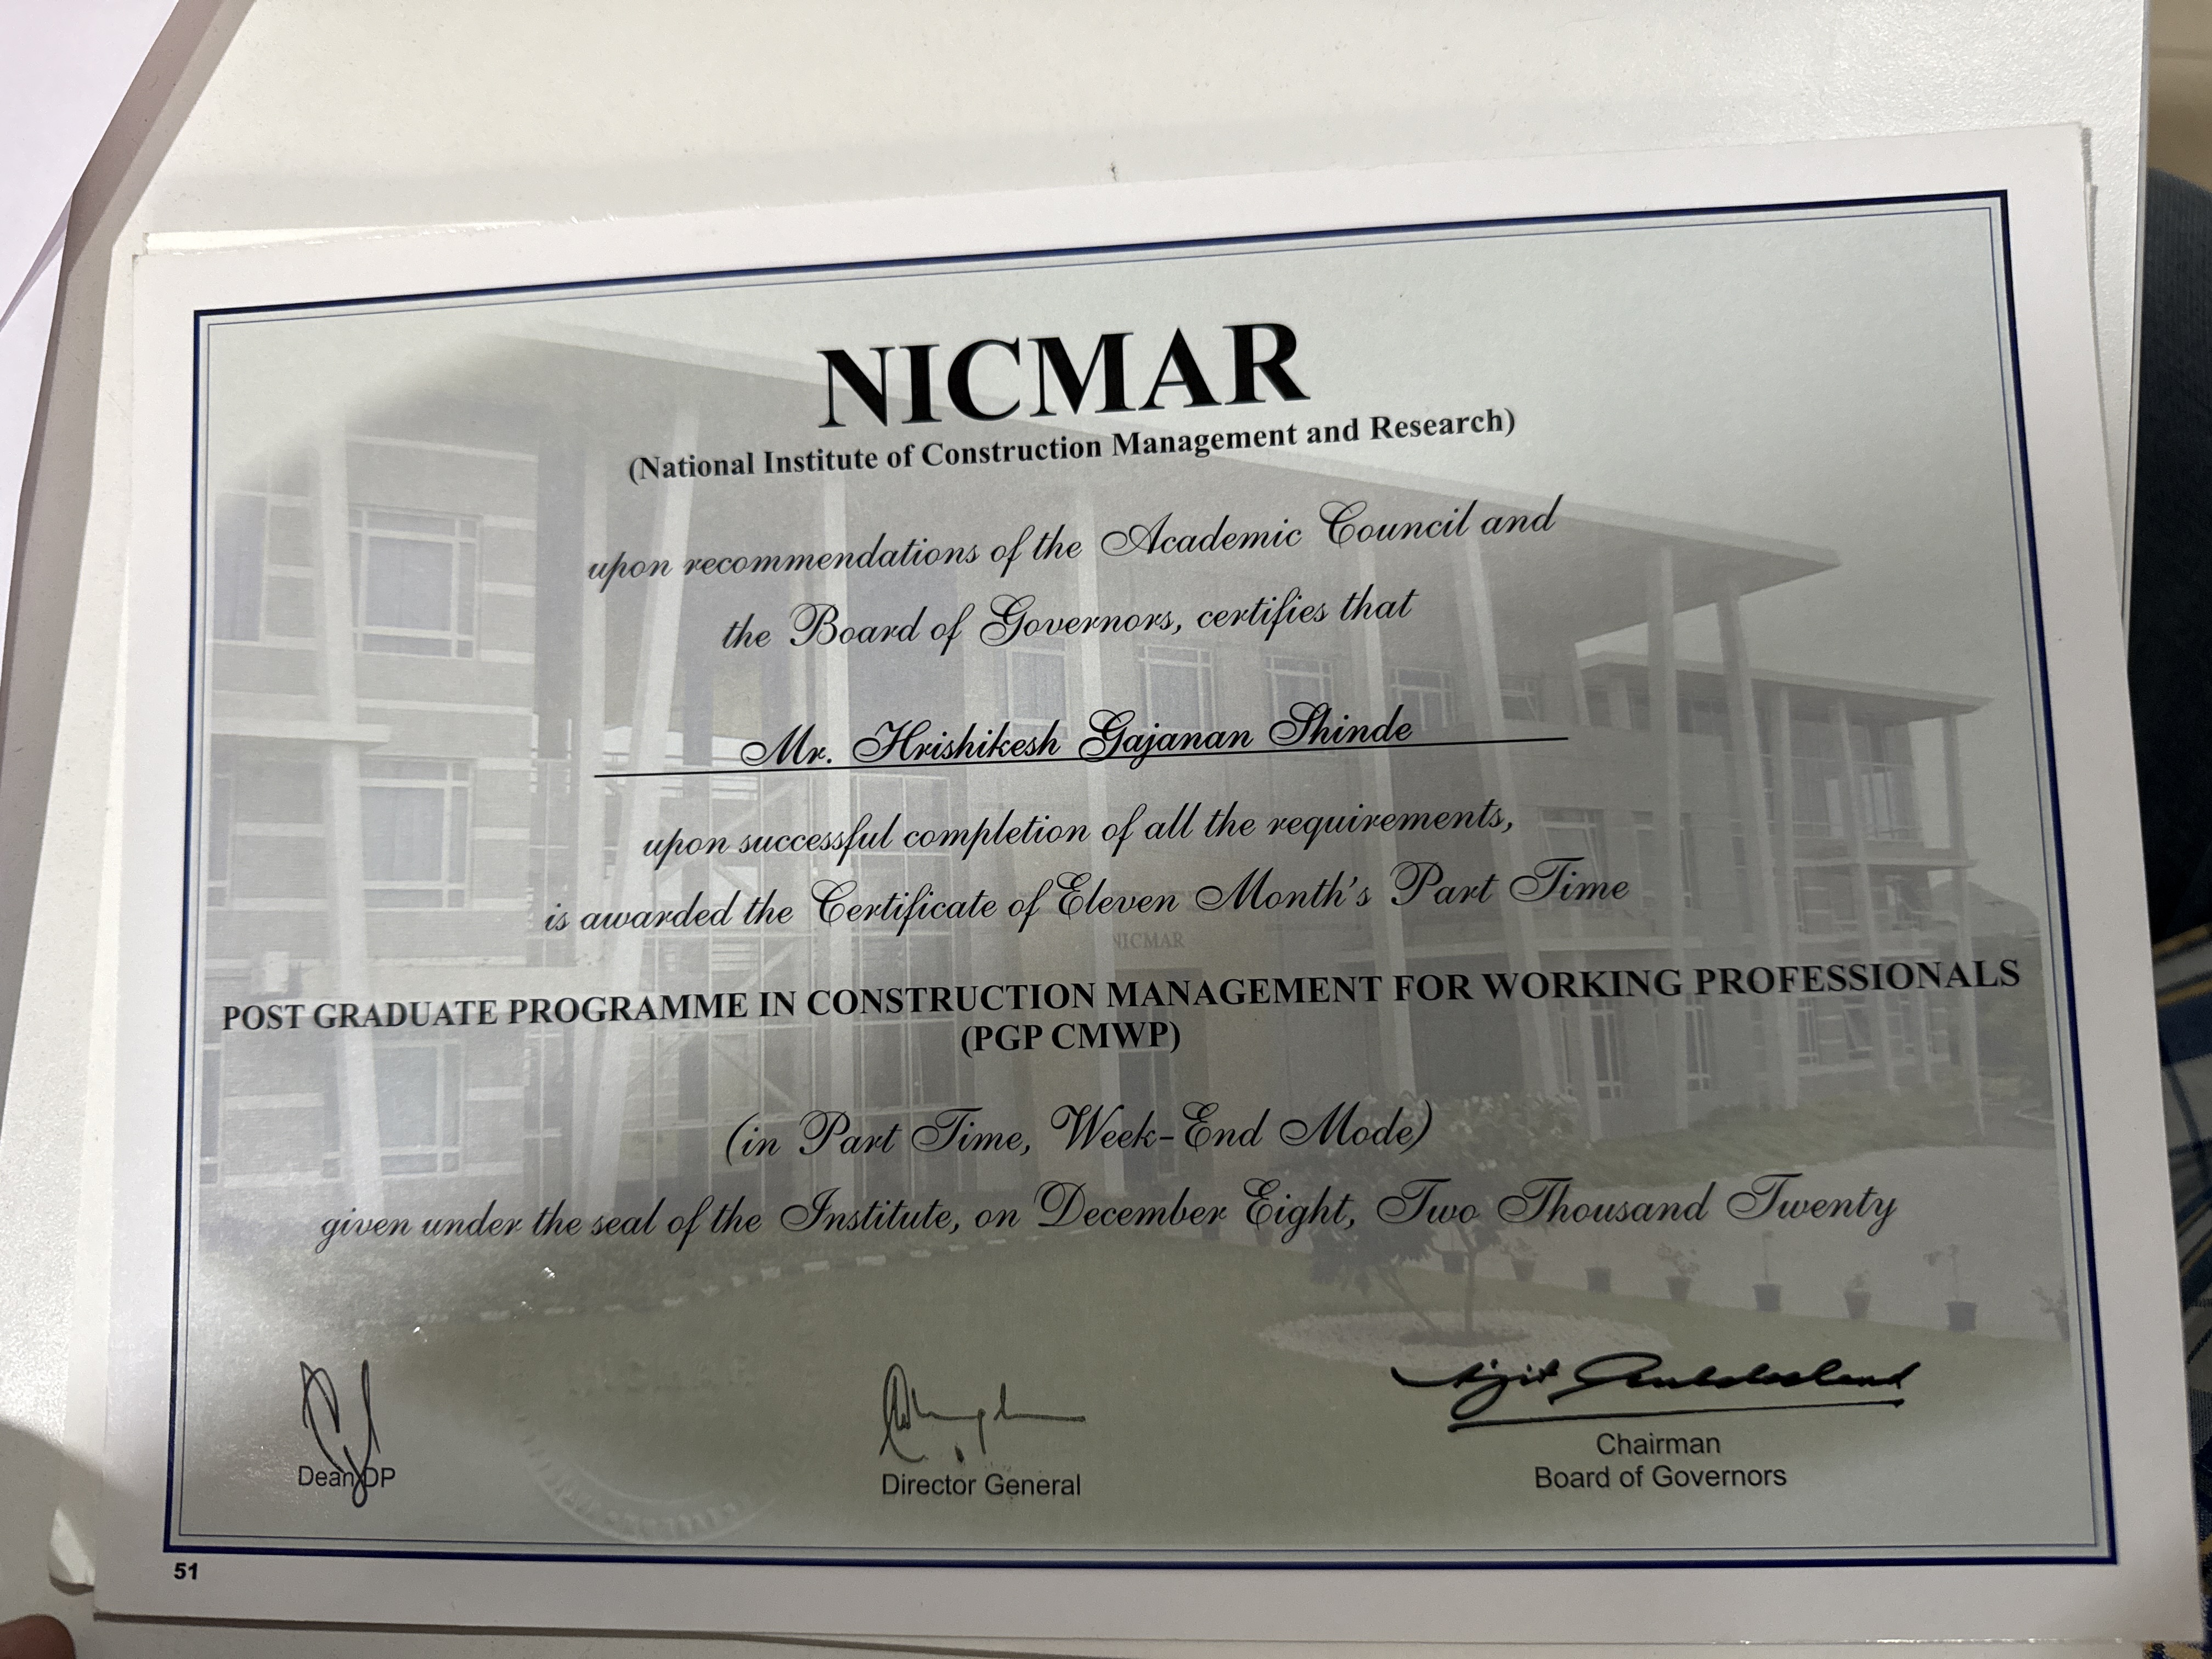 NICMAR
(National Institute of Construction Management and Research)
upon recommendations of the Academic Council and
the Board of Governors, certifies that
Mr. Hrishikesh Gajanan Shinde
upon successful completion of all the requirements,
is awarded the Certificate of Eleven Month's Part Time
NICMAR
POST GRADUATE PROGRAMME IN CONSTRUCTION MANAGEMENT FOR WORKING PROFESSIONALS
(PGP CMWP)
(in Part Time, Week-End Mode)
given under the seal of the Institute, on December Eight, Two Thousand Twenty
Dean DP
Director General
Chairman
Board of Governors
51